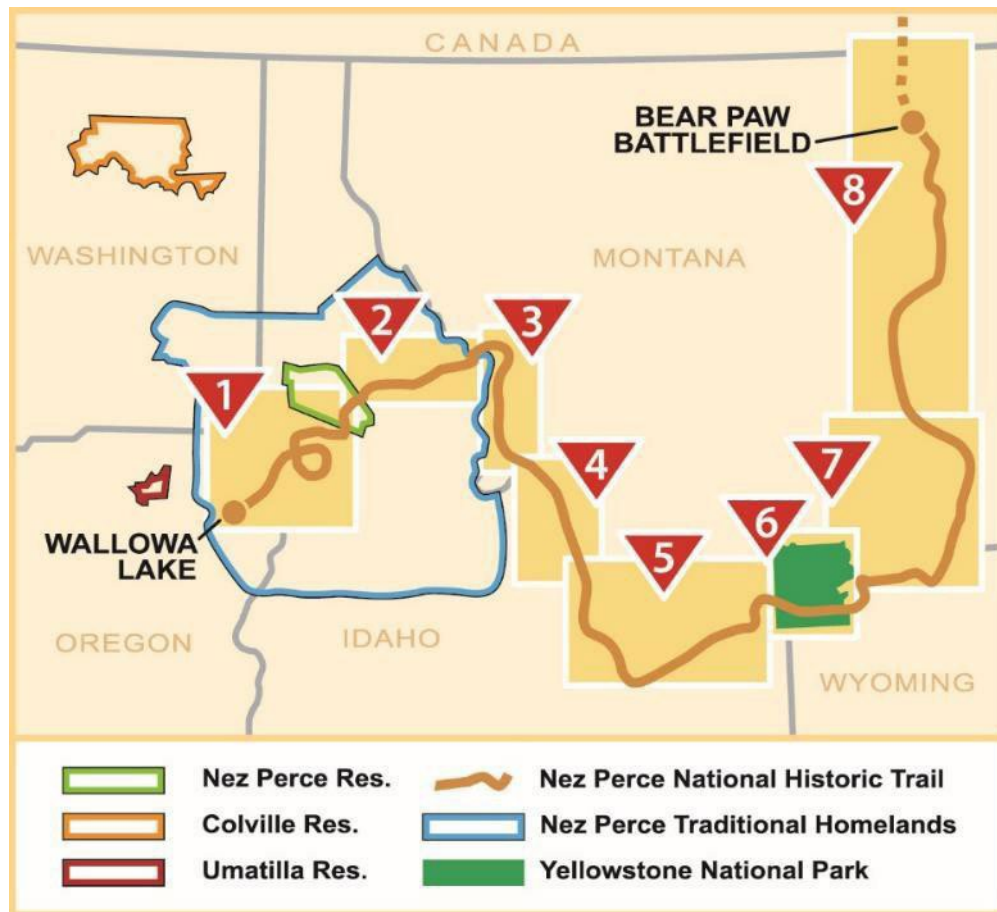 CANADA
BEAR PAW
BATTLEFIELD
8
WASHINGTON
MONTANA
2
3
1
4
7
6
5
WALLOWA
LAKE
OREGON
IDAHO
WYOMING
Nez Perce Res.
Nez Perce National Historic Trail
Colville Res.
Nez Perce Traditional Homelands
Umatilla Res.
Yellowstone National Park